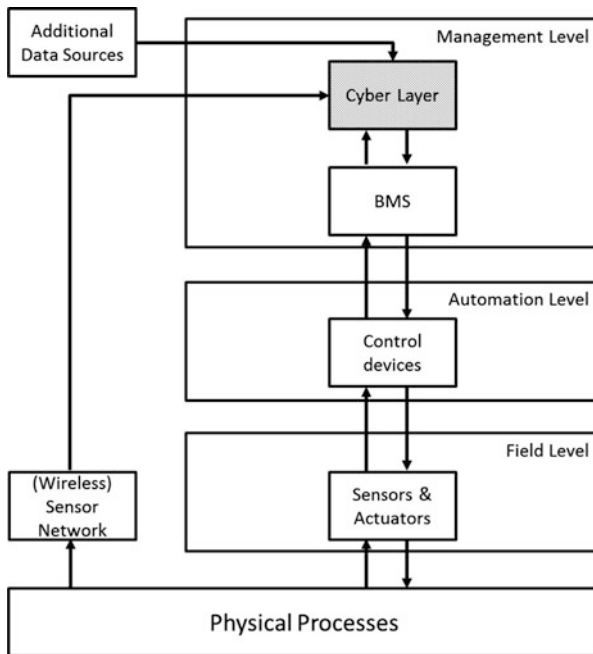 Additional
Data Sources
Management Level
Cyber Layer
BMS
Automation Level
Control
devices
Field Level
(Wireless)
Sensor
Network
Sensors &
Actuators
Physical Processes